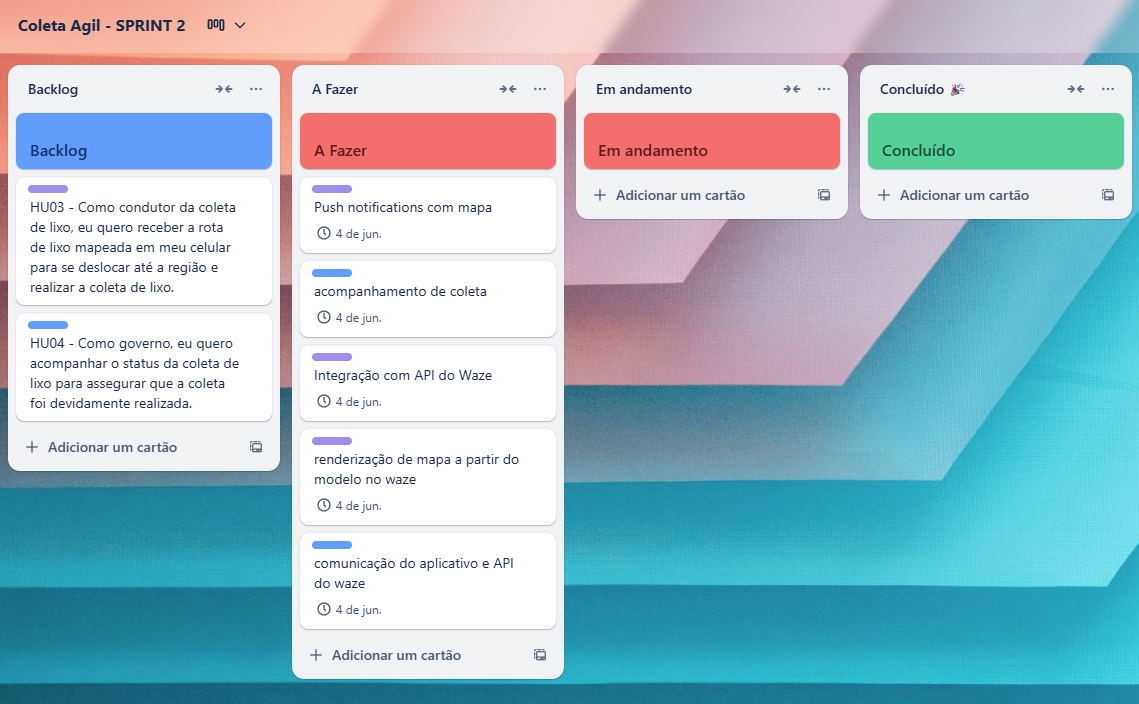 Coleta Agil - SPRINT 2
Backlog
Backlog
HU03 - Como condutor da coleta
de lixo, eu quero receber a rota
de lixo mapeada em meu celular
para se deslocar até a região e
realizar a coleta de lixo.
HU04 - Como governo, eu quero
acompanhar o status da coleta de
lixo para assegurar que a coleta
foi devidamente realizada.
Adicionar um cartão
A Fazer
A Fazer
Push notifications com mapa
4 de jun.
acompanhamento de coleta
4 de jun.
Integração com API do Waze
4 de jun.
renderização de mapa a partir do
modelo no waze
4 de jun.
comunicação do aplicativo e API
do waze
4 de jun.
Adicionar um cartão
Em andamento
Em andamento
Adicionar um cartão
Concluído 🎉
Concluído
Adicionar um cartão